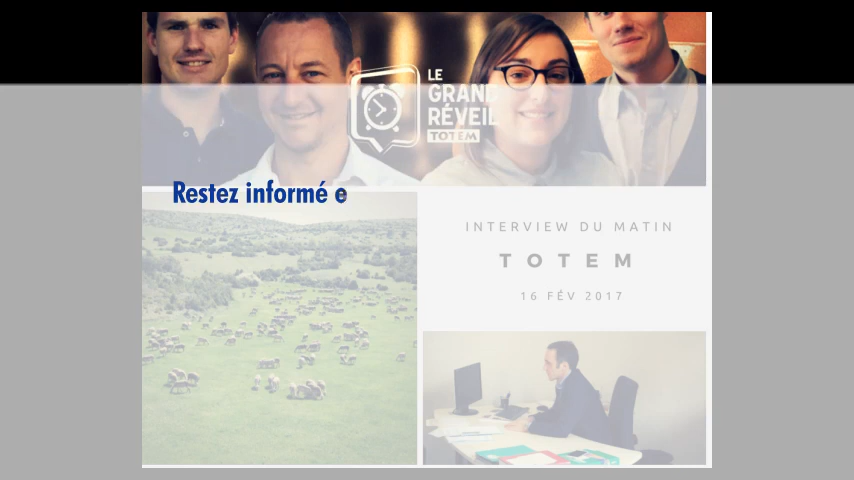 LE
GRAND
RÉVEIL
TOTEM
Restez informé e
INTERVIEW DU MATIN
TOTEM
16 FÉV 2017